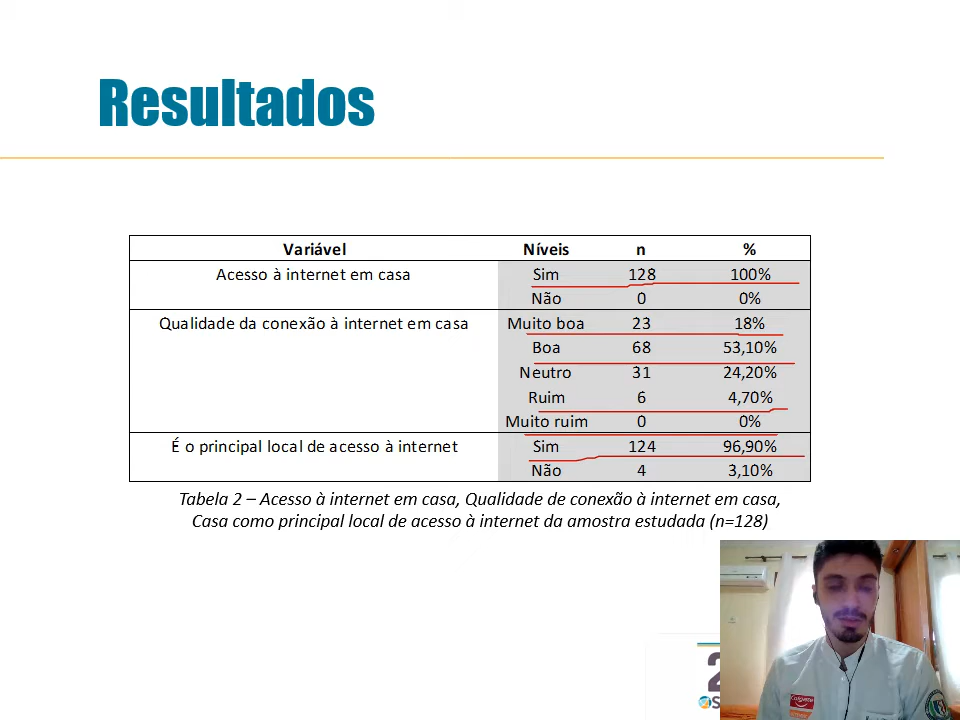 Resultados
Variável Níveis n %
Acesso à internet em casa Sim 128 100%
Não 0 0%
Qualidade da conexão à internet em casa Muito boa 23 18%
Boa 68 53,10%
Neutro 31 24,20%
Ruim 6 4,70%
Muito ruim 0 0%
É o principal local de acesso à internet Sim 124 96,90%
Não 4 3,10%
Tabela 2 – Acesso à internet em casa, Qualidade de conexão à internet em casa,
Casa como principal local de acesso à internet da amostra estudada (n=128)
2
Colgate